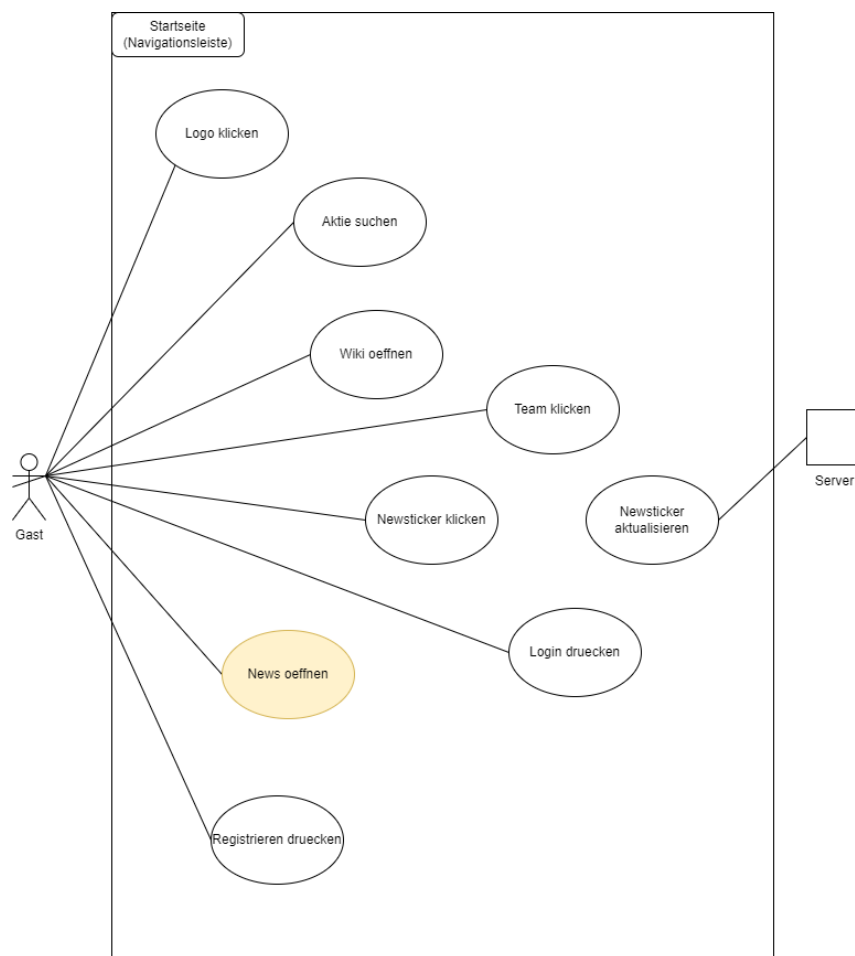 Startseite
(Navigationsleiste)
Logo klicken
Aktie suchen
Wiki oeffnen
Team klicken
Server
Newsticker klicken
Newsticker
aktualisieren
Gast
Login druecken
News oeffnen
Registrieren druecken